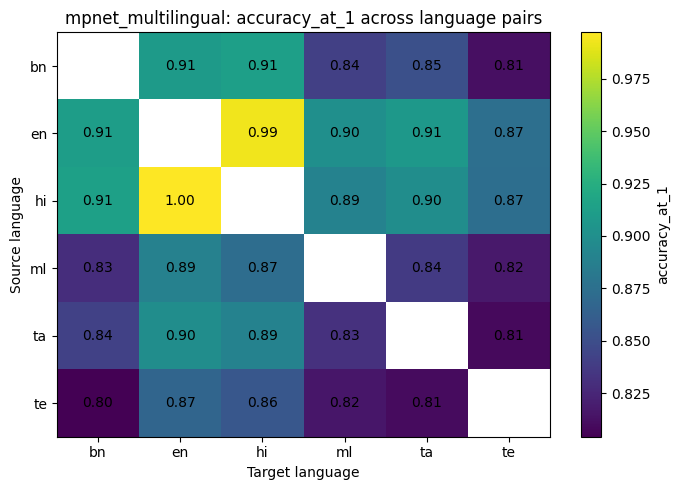 mpnet_multilingual: accuracy_at_1 across language pairs
bn 0.91 0.91 0.84 0.85 0.81
en 0.91 0.99 0.90 0.91 0.87
hi 0.91 1.00 0.89 0.90 0.87
ml 0.83 0.89 0.87 0.84 0.82
ta 0.84 0.90 0.89 0.83 0.81
te 0.80 0.87 0.86 0.82 0.81
bn en hi ml ta te
Target language
Source language
0.975
0.950
0.925
0.900
0.875
0.850
0.825
accuracy_at_1